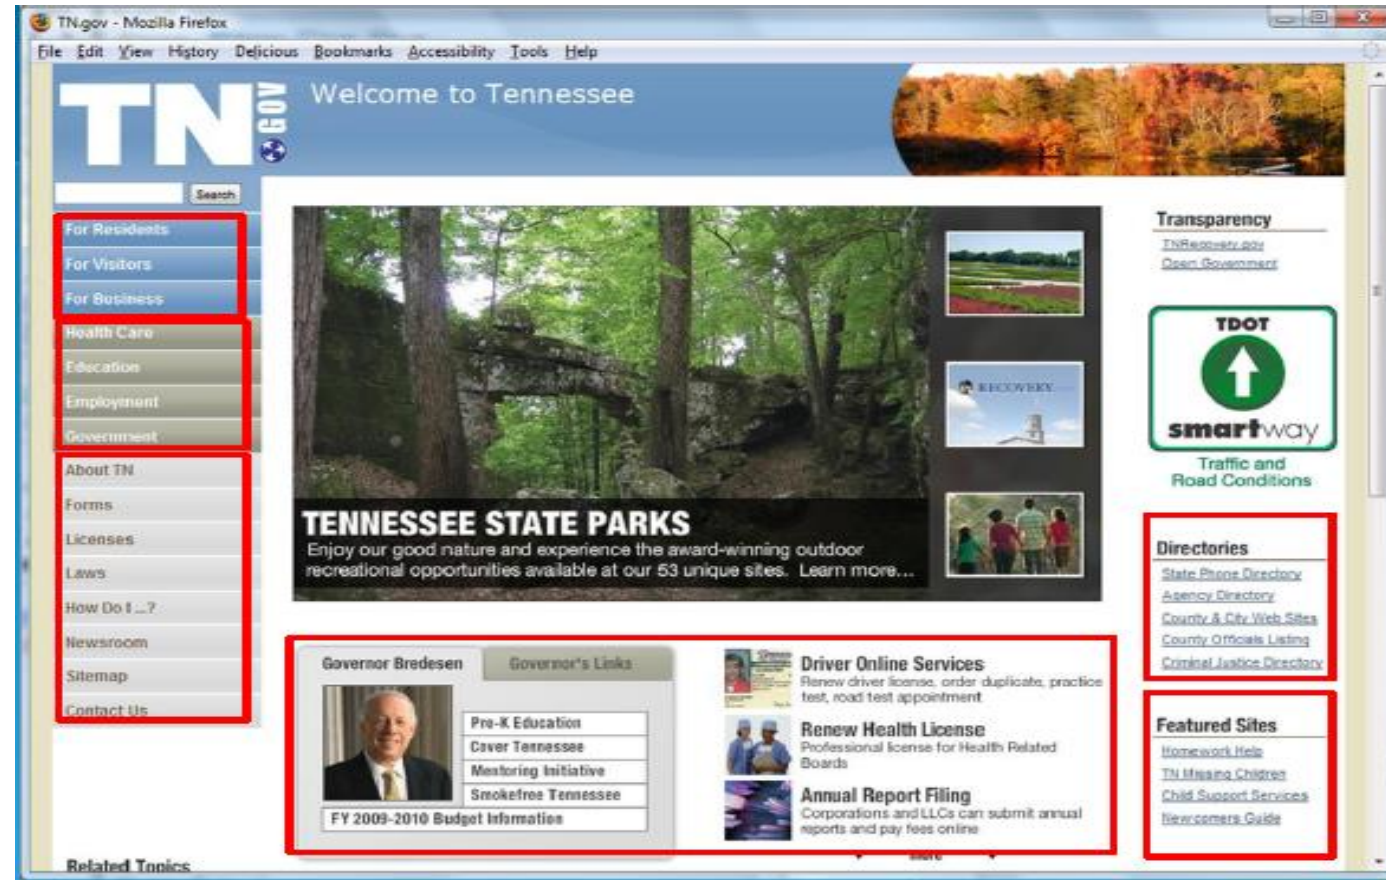 TN.gov - Mozilla Firefox
File Edit View History Delicious Bookmarks Accessibility Tools Help
TN.GOV
Welcome to Tennessee
Search
For Residents
For Visitors
For Business
Health Care
Education
Employment
Government
About TN
Forms
Licenses
Laws
How Do I ...?
Newsroom
Sitemap
Contact Us
Related Topics
RECOVERY
TENNESSEE STATE PARKS
Enjoy our good nature and experience the award-winning outdoor
recreational opportunities available at our 53 unique sites. Learn more...
Governor Bredesen
Governor's Links
Pre-K Education
Cover Tennessee
Mentoring Initiative
Smokefree Tennessee
FY 2009-2010 Budget Information
Driver Online Services
Renew driver license, order duplicate, practice
test, road test appointment
Renew Health License
Professional license for Health Related
Boards
Annual Report Filing
Corporations and LLCs can submit annual
reports and pay fees online
more
Transparency
TNRecovery.gov
Open Government
TDOT
smartway
Traffic and
Road Conditions
Directories
State Phone Directory
Agency Directory
County & City Web Sites
County Officials Listing
Criminal Justice Directory
Featured Sites
Homework Help
TN Missing Children
Child Support Services
Newcomers Guide